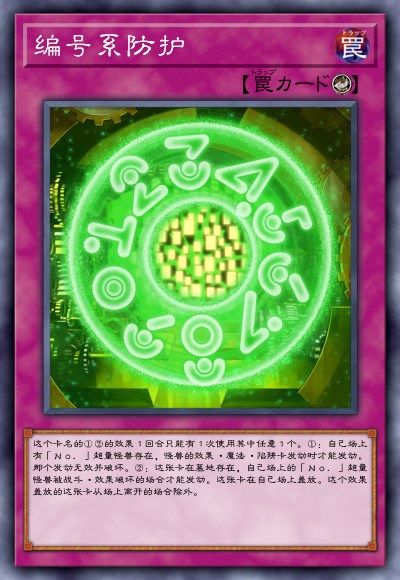 编号系防护
トラップ
罠
トラップ
【罠カード】
这个卡名的①②的效果1回合只能有1次使用其中任意1个。①:自己场上
有「No.」超量怪兽存在,怪兽的效果·魔法·陷阱卡发动时才能发动。
那个发动无效并破坏。②:这张卡在墓地存在,自己场上的「No.」超量
怪兽被战斗·效果破坏的场合才能发动。这张卡在自己场上盖放。这个效果
盖放的这张卡从场上离开的场合除外。